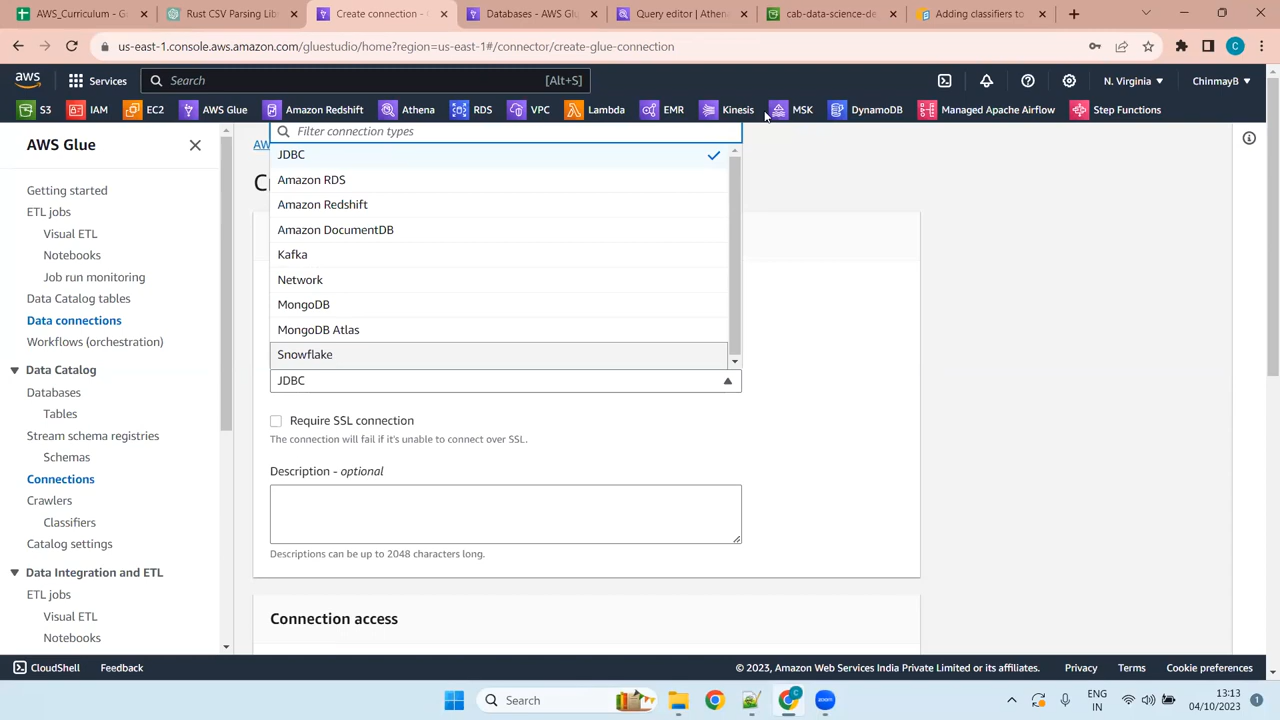 AWS_Curriculum - G
Rust CSV Parsing Lib
Create connection -
Databases - AWS Glu
Query editor | Athen
cab-data-science-de
Adding classifiers to
us-east-1.console.aws.amazon.com/gluestudio/home?region=us-east-1#/connector/create-glue-connection
C
aws
Services
Search
[Alt+S]
N. Virginia
ChinmayB
S3
IAM
EC2
AWS Glue
Amazon Redshift
Athena
RDS
VPC
Lambda
EMR
Kinesis
MSK
DynamoDB
Managed Apache Airflow
Step Functions
AWS Glue
Getting started
ETL jobs
Visual ETL
Notebooks
Job run monitoring
Data Catalog tables
Data connections
Workflows (orchestration)
Data Catalog
Databases
Tables
Stream schema registries
Schemas
Connections
Crawlers
Classifiers
Catalog settings
Data Integration and ETL
ETL jobs
Visual ETL
Notebooks
Filter connection types
JDBC
Amazon RDS
Amazon Redshift
Amazon DocumentDB
Kafka
Network
MongoDB
MongoDB Atlas
Snowflake
JDBC
Require SSL connection
The connection will fail if it's unable to connect over SSL.
Description - optional
Descriptions can be up to 2048 characters long.
Connection access
CloudShell
Feedback
© 2023, Amazon Web Services India Private Limited or its affiliates.
Privacy
Terms
Cookie preferences
Search
zoom
ENG
IN
13:13
04/10/2023
1